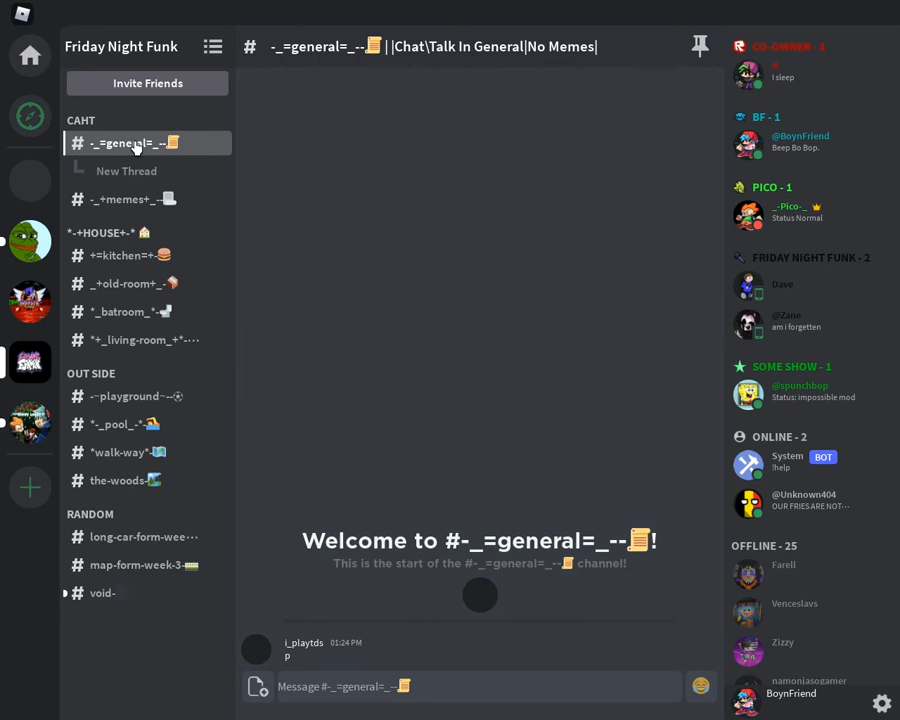 Friday Night Funk
Invite Friends
CAHT
# -_=general=_--📜
New Thread
# -_+memes+_--📃
*-+HOUSE+-* 🏠
# +=kitchen=+-🍔
# _+old-room+_-
# *_batroom_*-🚽
# *+_living-room_+*-···
OUT SIDE
# -~playground~--⚽
# *-_pool_-*-🏊
# *walk-way*-🗺️
# the-woods-🏞️
RANDOM
# long-car-form-wee···
# map-form-week-3-
# void-
# -_=general=_--📜||Chat\Talk In General|No Memes|
Welcome to #-_=general=_--📜!
This is the start of the #-_=general=_--📜 channel!
i_playtds 01:24 PM
p
Message #-_=general=_--📜
CO-OWNER - 1
I sleep
BF - 1
@BoynFriend
Beep Bo Bop.
PICO - 1
_-Pico-_ 👑
Status Normal
FRIDAY NIGHT FUNK - 2
Dave
@Zane
am i forgetten
SOME SHOW - 1
@spunchbop
Status: impossible mod
ONLINE - 2
System BOT
!help
@Unknown404
OUR FRIES ARE NOT···
OFFLINE - 25
Farell
Venceslavs
Zizzy
namonjasogamer
BoynFriend